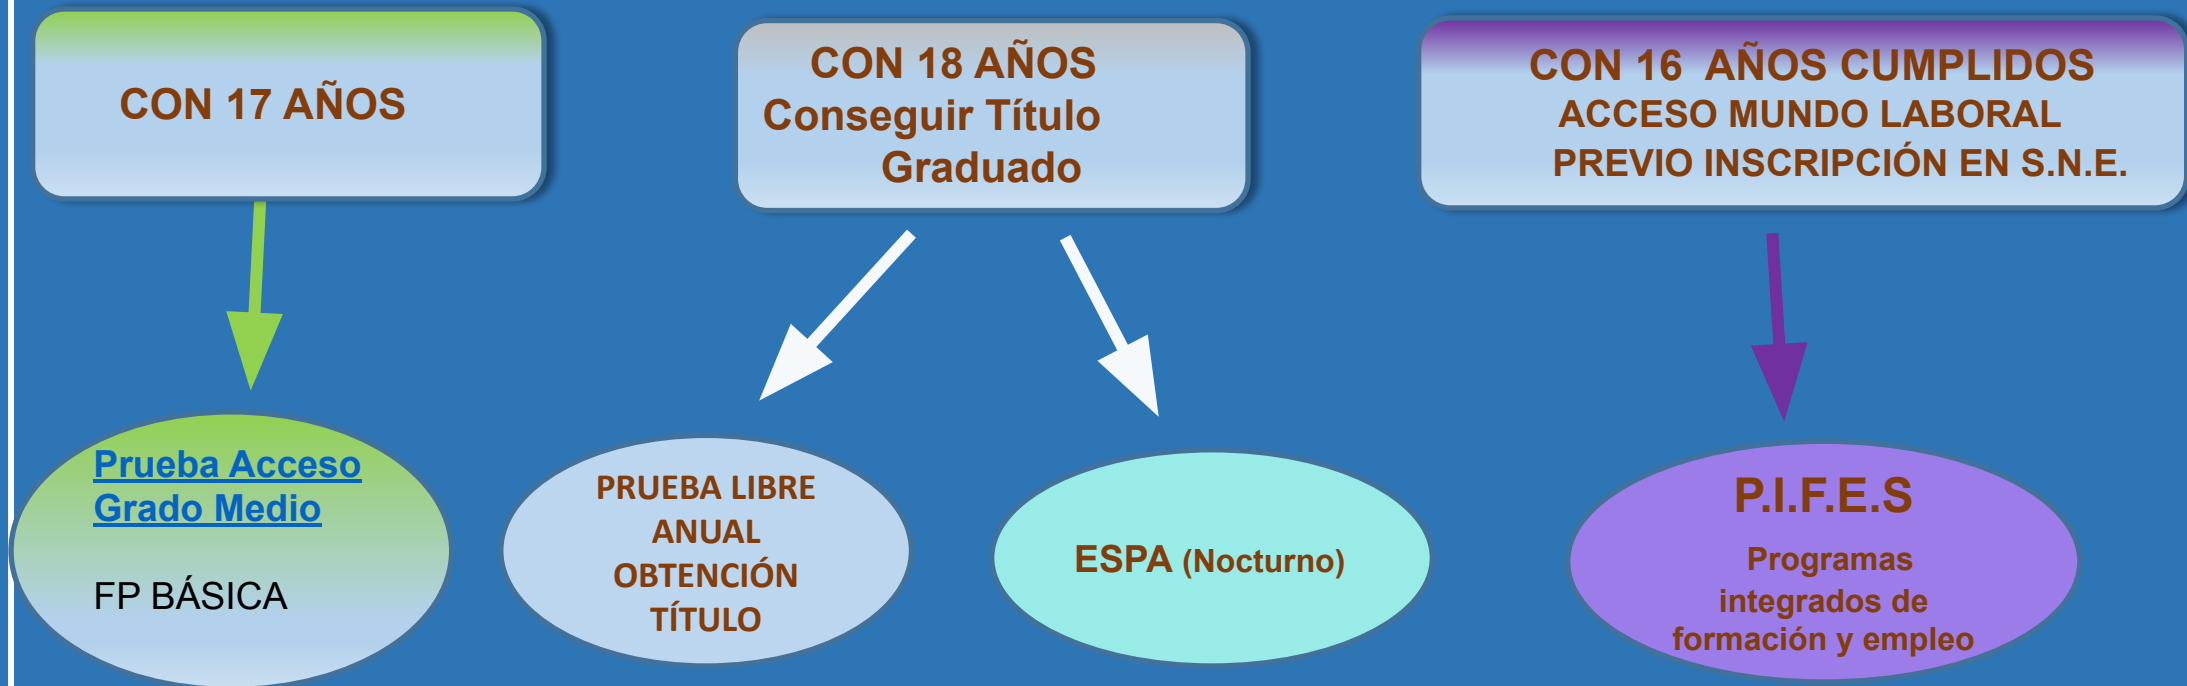 CON 17 AÑOS
CON 18 AÑOS
Conseguir Título
Graduado
CON 16 AÑOS CUMPLIDOS
ACCESO MUNDO LABORAL
PREVIO INSCRIPCIÓN EN S.N.E.
Prueba Acceso
Grado Medio
FP BÁSICA
PRUEBA LIBRE
ANUAL
OBTENCIÓN
TÍTULO
ESPA (Nocturno)
P.I.F.E.S
Programas
integrados de
formación y empleo